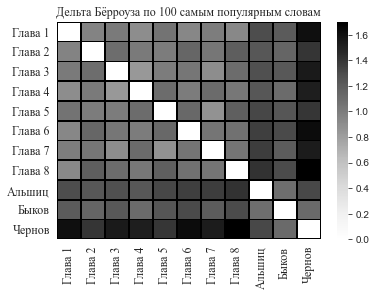 Дельта Бёрроуза по 100 самым популярным словам
Глава 1
Глава 2
Глава 3
Глава 4
Глава 5
Глава 6
Глава 7
Глава 8
Альшиц
Быков
Чернов
Глава 1
Глава 2
Глава 3
Глава 4
Глава 5
Глава 6
Глава 7
Глава 8
Альшиц
Быков
Чернов
1.6
1.4
1.2
1.0
0.8
0.6
0.4
0.2
0.0